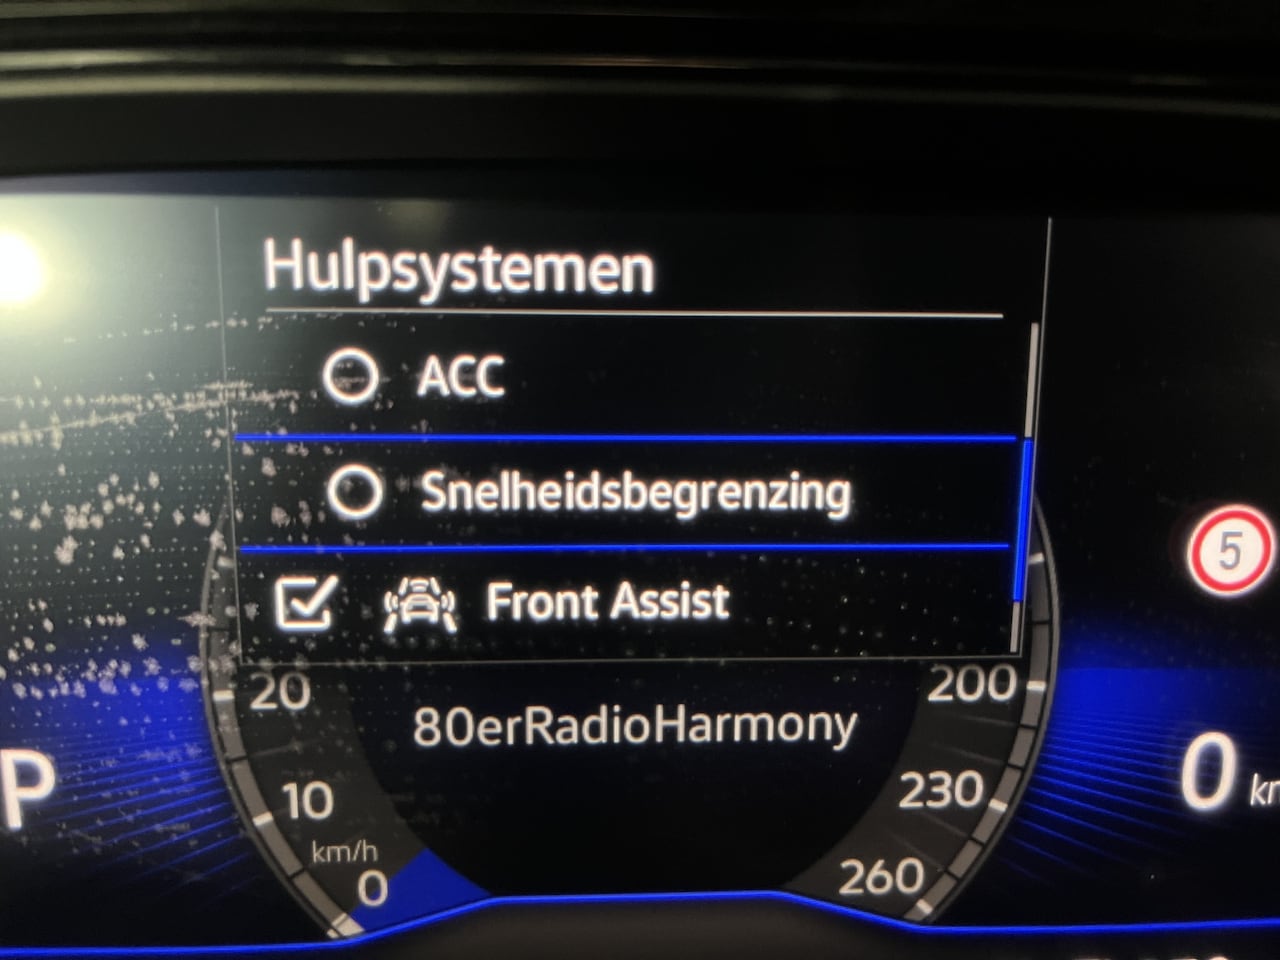 Hulpsystemen
ACC
Snelheidsbegrenzing
Front Assist
5
20
200
80erRadioHarmony
P
10
230
0
km/h
0
260